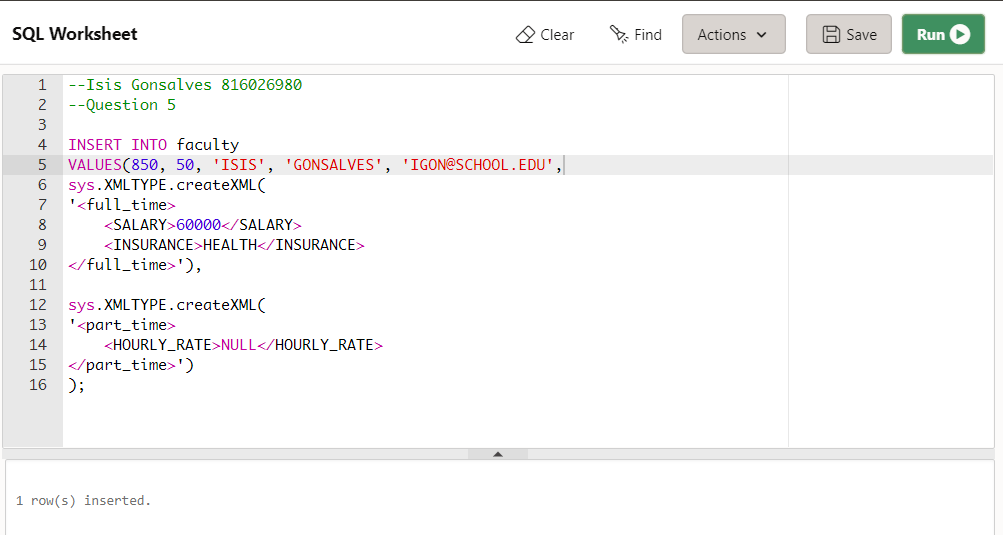 SQL Worksheet
Clear
Find
Actions
Save
Run
1 --Isis Gonsalves 816026980
2 --Question 5
3
4 INSERT INTO faculty
5 VALUES(850, 50, 'ISIS', 'GONSALVES', 'IGON@SCHOOL.EDU',
6 sys.XMLTYPE.createXML(
7 '<full_time>
8     <SALARY>60000</SALARY>
9     <INSURANCE>HEALTH</INSURANCE>
10 </full_time>'),
11
12 sys.XMLTYPE.createXML(
13 '<part_time>
14     <HOURLY_RATE>NULL</HOURLY_RATE>
15 </part_time>')
16 );
1 row(s) inserted.